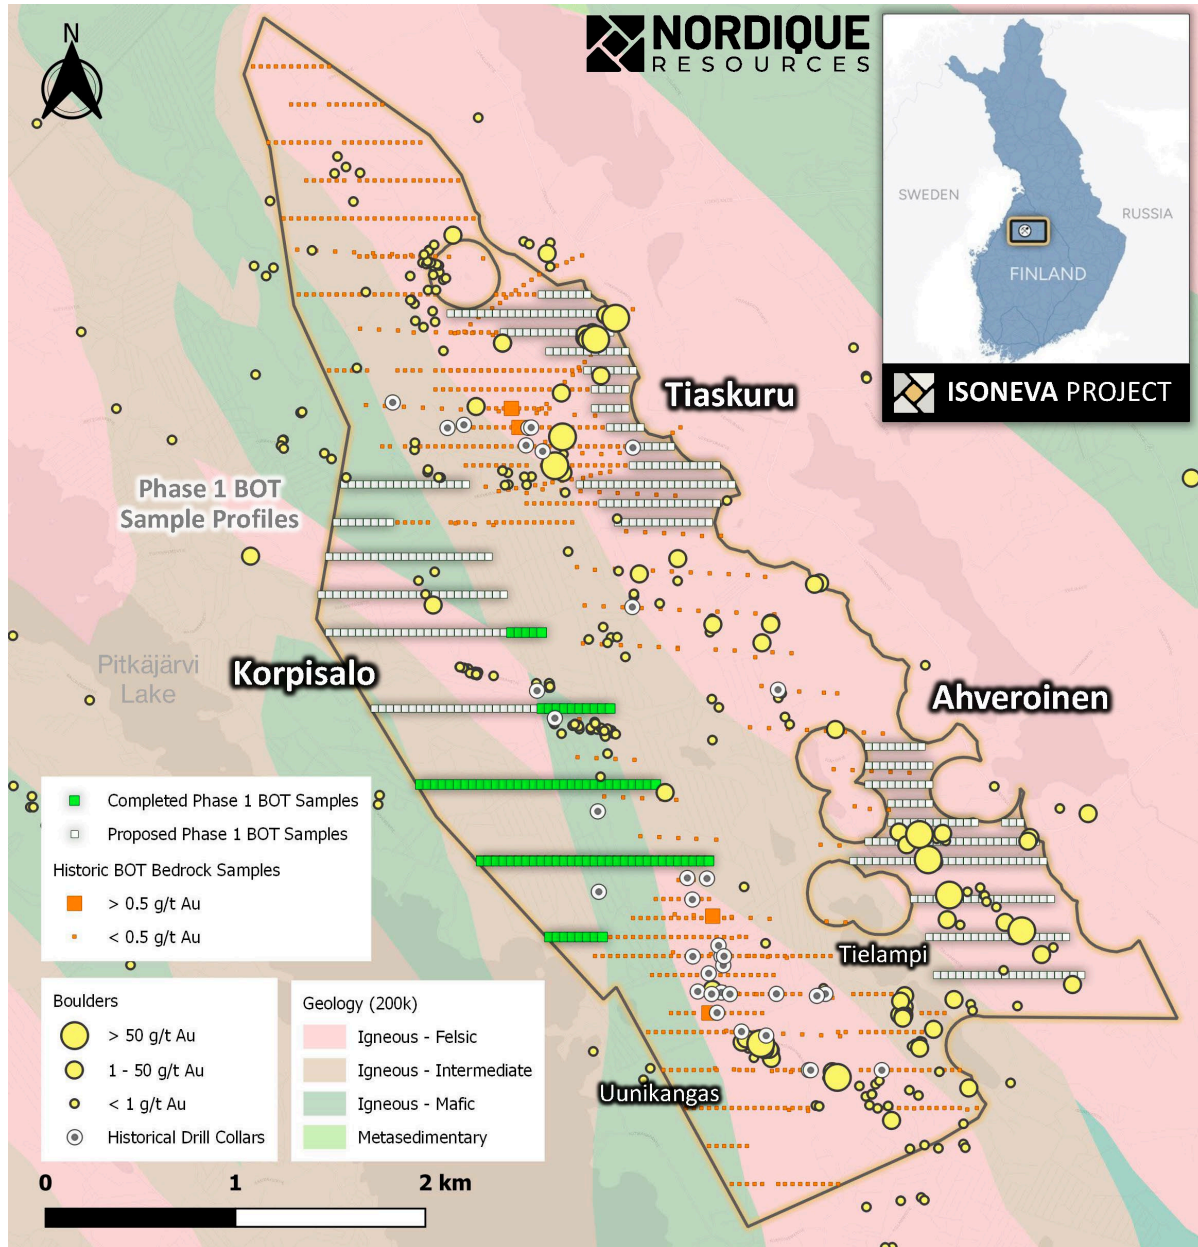 N
NORDIQUE
RESOURCES
SWEDEN
RUSSIA
FINLAND
ISONEVA PROJECT
Tiaskuru
Phase 1 BOT
Sample Profiles
Pitkäjärvi
Lake
Korpisalo
Ahveroinen
Tielampi
Uunikangas
Completed Phase 1 BOT Samples
Proposed Phase 1 BOT Samples
Historic BOT Bedrock Samples
> 0.5 g/t Au
< 0.5 g/t Au
Boulders
> 50 g/t Au
1 - 50 g/t Au
< 1 g/t Au
Historical Drill Collars
Geology (200k)
Igneous - Felsic
Igneous - Intermediate
Igneous - Mafic
Metasedimentary
0 1 2 km